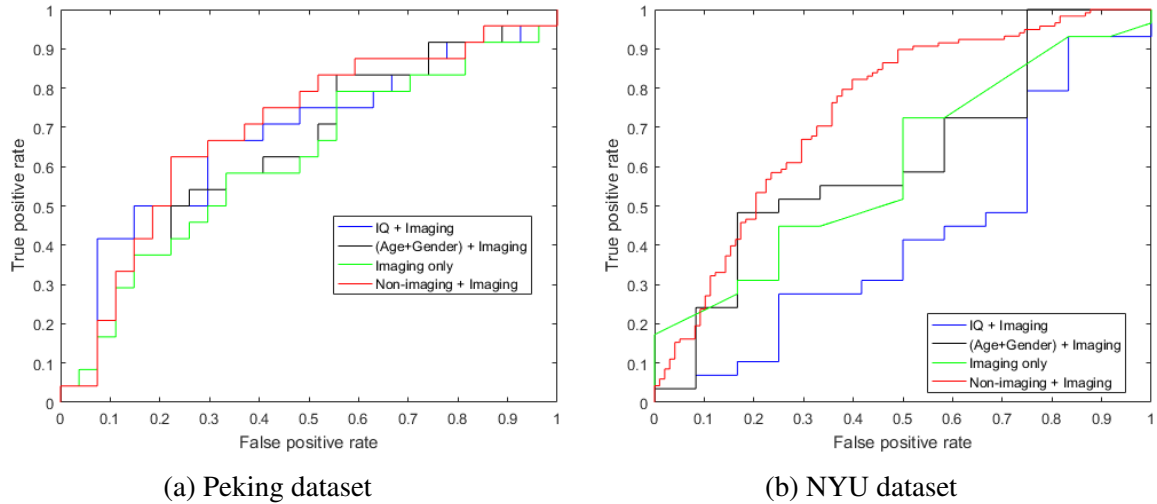 1
0.9
0.8
0.7
0.6
0.5
0.4
0.3
0.2
0.1
0
True positive rate
IQ + Imaging
(Age+Gender) + Imaging
Imaging only
Non-imaging + Imaging
0 0.1 0.2 0.3 0.4 0.5 0.6 0.7 0.8 0.9 1
False positive rate
(a) Peking dataset
1
0.9
0.8
0.7
0.6
0.5
0.4
0.3
0.2
0.1
0
True positive rate
IQ + Imaging
(Age+Gender) + Imaging
Imaging only
Non-imaging + Imaging
0 0.1 0.2 0.3 0.4 0.5 0.6 0.7 0.8 0.9 1
False positive rate
(b) NYU dataset